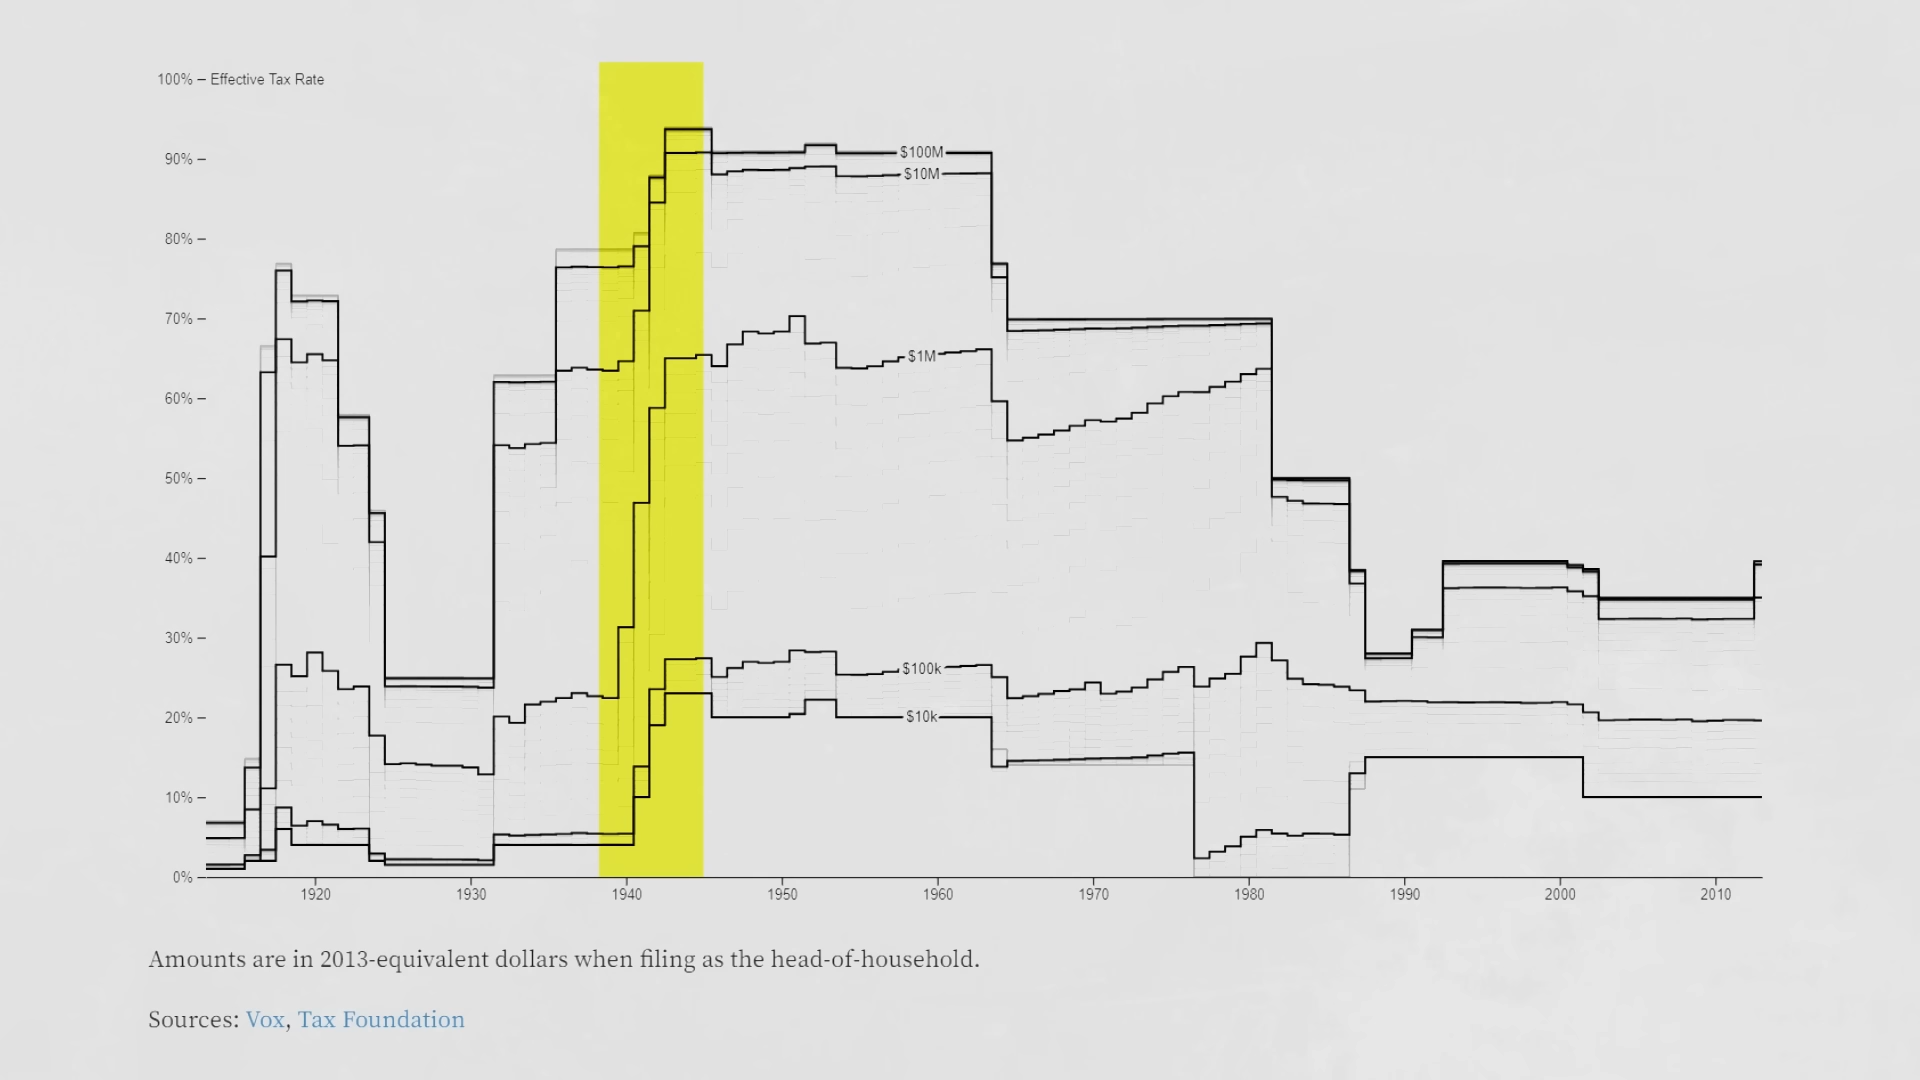 100% – Effective Tax Rate
90%
80%
70%
60%
50%
40%
30%
20%
10%
0%
$100M
$10M
$1M
$100k
$10k
1920 1930 1940 1950 1960 1970 1980 1990 2000 2010
Amounts are in 2013-equivalent dollars when filing as the head-of-household.
Sources: Vox, Tax Foundation